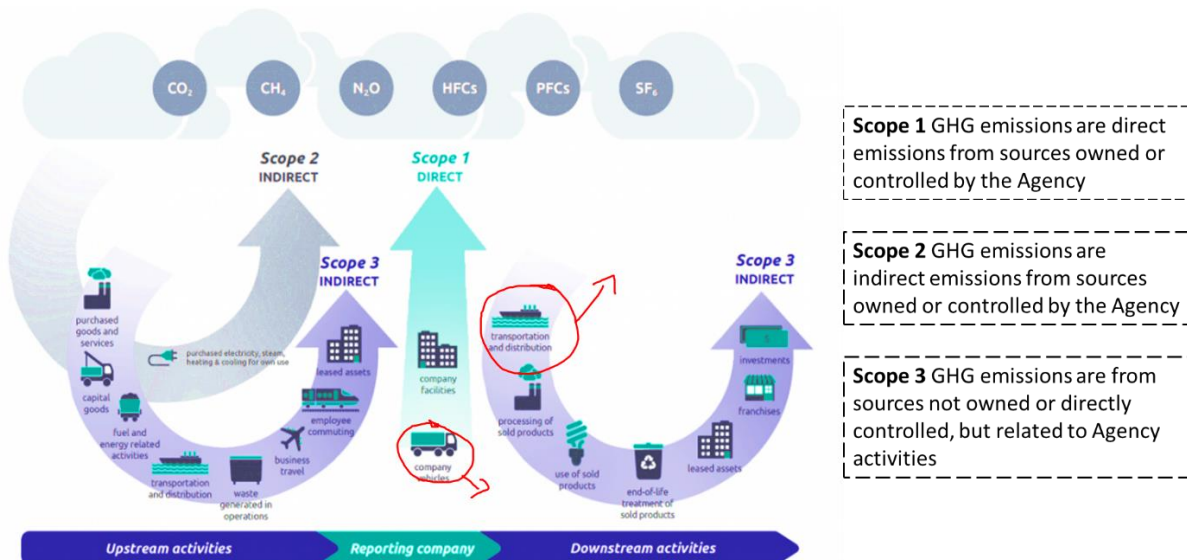 CO₂
CH₄
N₂O
HFCs
PFCs
SF₆
Scope 2
INDIRECT
Scope 1
DIRECT
Scope 3
INDIRECT
Scope 3
INDIRECT
purchased
goods and
services
capital
goods
fuel and
energy related
activities
transportation
and distribution
waste
generated in
operations
business
travel
employee
commuting
leased assets
purchased electricity, steam,
heating & cooling for own use
company
facilities
company
vehicles
transportation
and distribution
processing of
sold products
use of sold
products
end-of-life
treatment of
sold products
leased assets
franchises
investments
Upstream activities
Reporting company
Downstream activities
Scope 1 GHG emissions are direct
emissions from sources owned or
controlled by the Agency
Scope 2 GHG emissions are
indirect emissions from sources
owned or controlled by the Agency
Scope 3 GHG emissions are from
sources not owned or directly
controlled, but related to Agency
activities